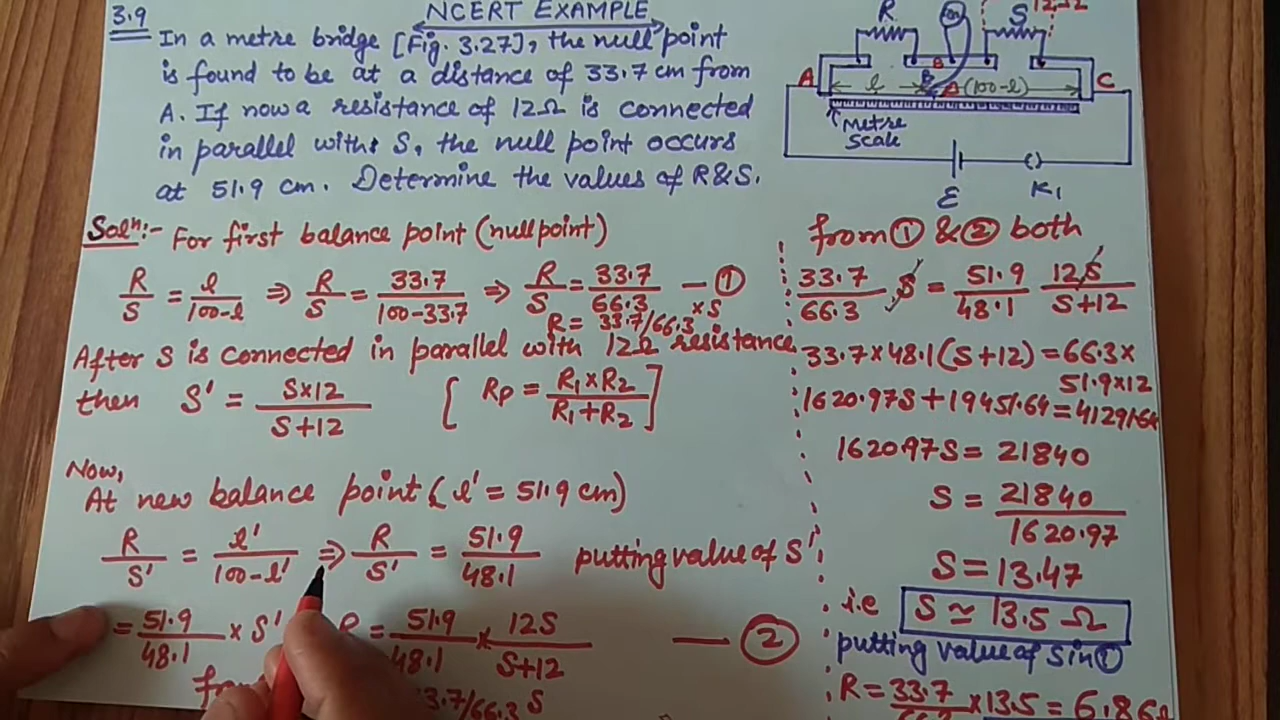 NCERT EXAMPLE
3.9
In a metre bridge [Fig. 3.27], the null point
is found to be at a distance of 33.7 cm from
A. If now a resistance of 12Ω is connected
in parallel with S, the null point occurs
at 51.9 cm. Determine the values of R & S.
R S 12Ω
A B C
l (100-l)
Metre
Scale
ε K1
Solⁿ:- For first balance point (null point)
R/S = l/100-l ⇒ R/S = 33.7/100-33.7 ⇒ R/S = 33.7/66.3 — ①
R = 33.7/66.3 × S
After S is connected in parallel with 12Ω resistance
then S' = S×12/S+12 [Rp = R1×R2/R1+R2]
Now,
At new balance point (l' = 51.9 cm)
R/S' = l'/100-l' ⇒ R/S' = 51.9/48.1 putting value of S'
= 51.9/48.1 × S' R = 51.9/48.1 × 12S/S+12 — ②
3.7/66.3 S
from ① & ② both
33.7/66.3 S = 51.9/48.1 12S/S+12
33.7×48.1(S+12) = 66.3×
51.9×12
1620.97S + 19451.64 = 41291.64
1620.97S = 21840
S = 21840/1620.97
S = 13.47
i.e S ≃ 13.5 Ω
putting value of S in ①
R = 33.7/66.3 × 13.5 = 6.86